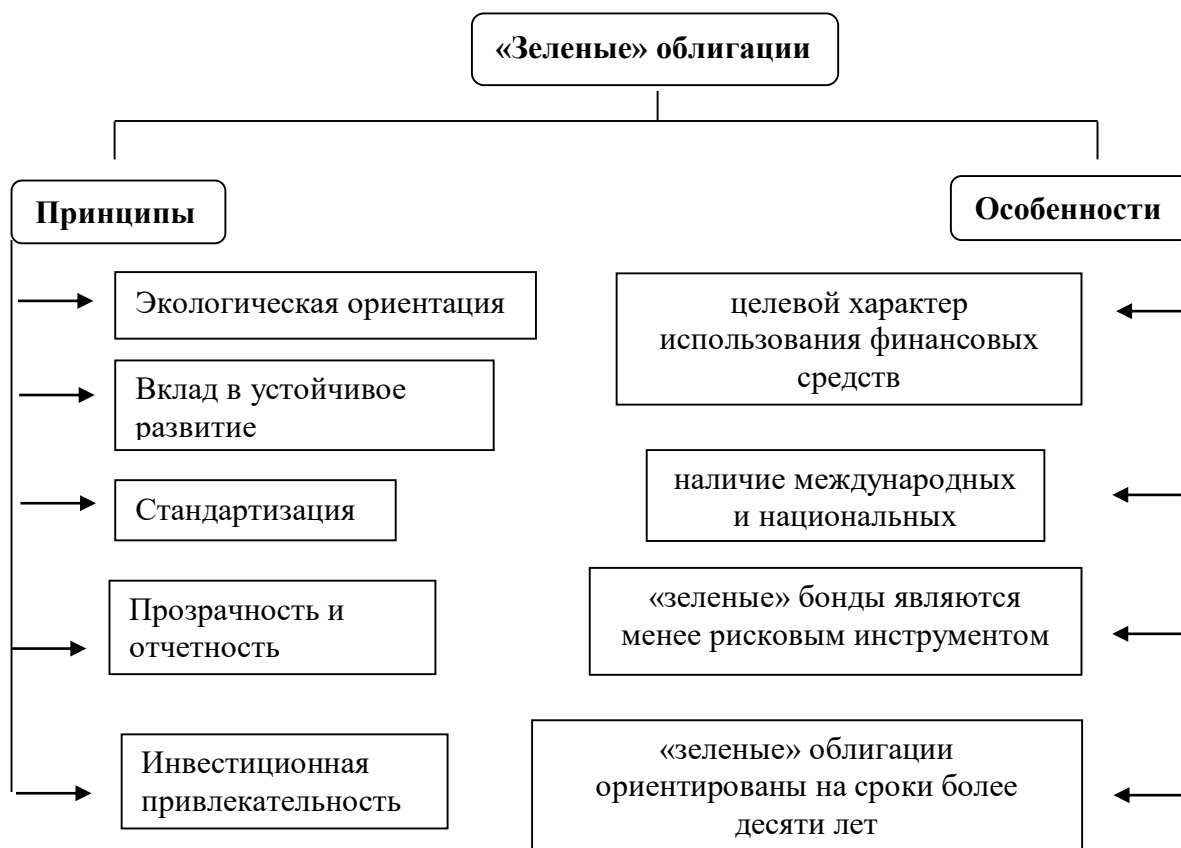 «Зеленые» облигации
Принципы
Экологическая ориентация
Вклад в устойчивое
развитие
Стандартизация
Прозрачность и
отчетность
Инвестиционная
привлекательность
Особенности
целевой характер
использования финансовых
средств
наличие международных
и национальных
«зеленые» бонды являются
менее рисковым инструментом
«зеленые» облигации
ориентированы на сроки более
десяти лет